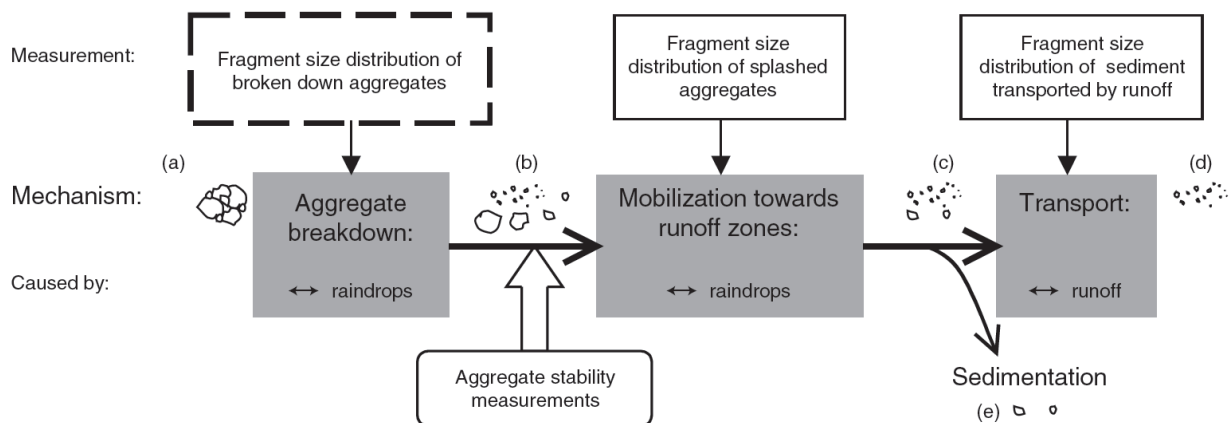 Measurement:
Fragment size distribution of
broken down aggregates
Fragment size
distribution of splashed
aggregates
Fragment size
distribution of sediment
transported by runoff
(a)
(b)
(c)
(d)
Mechanism:
Aggregate
breakdown:
Mobilization towards
runoff zones:
Transport:
Caused by:
↔ raindrops
↔ raindrops
↔ runoff
Aggregate stability
measurements
Sedimentation
(e)